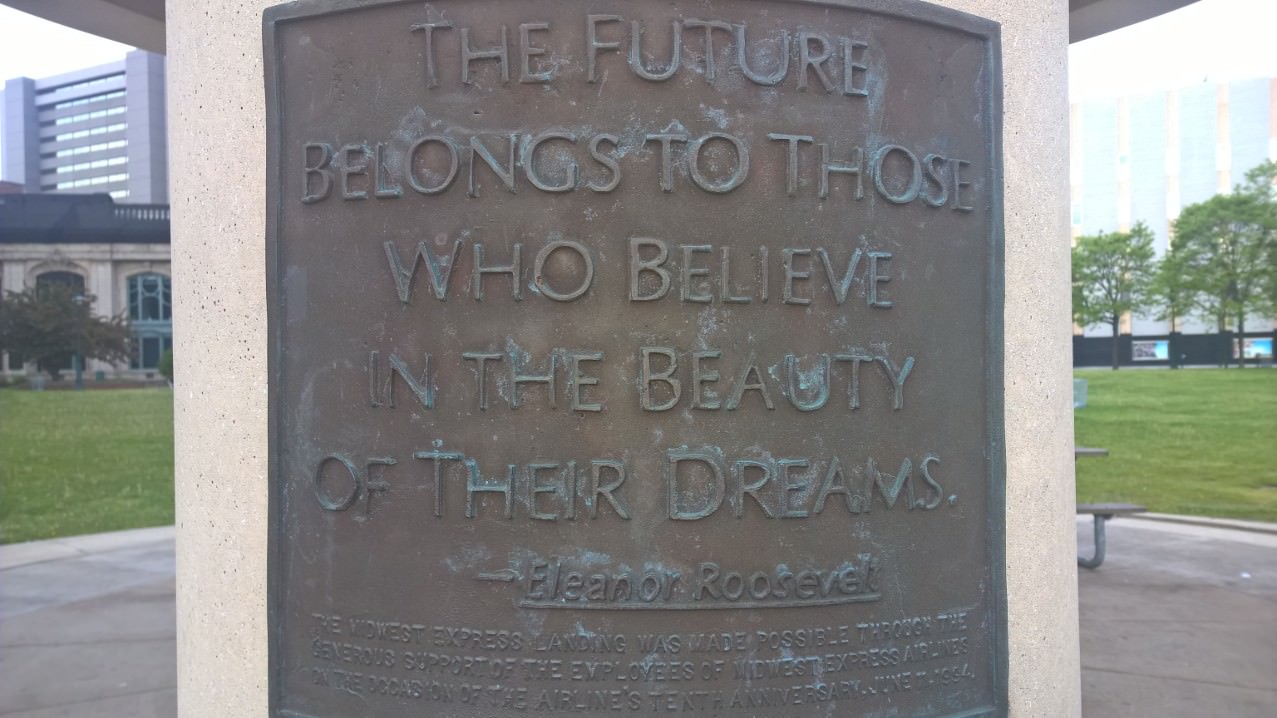 THE FUTURE
BELONGS TO THOSE
WHO BELIEVE
IN THE BEAUTY
OF THEIR DREAMS.
—Eleanor Roosevelt
THE MIDWEST EXPRESS LANDING WAS MADE POSSIBLE THROUGH THE
GENEROUS SUPPORT OF THE EMPLOYEES OF MIDWEST EXPRESS AIRLINES
ON THE OCCASION OF THE AIRLINE'S TENTH ANNIVERSARY, JUNE 11, 1994.